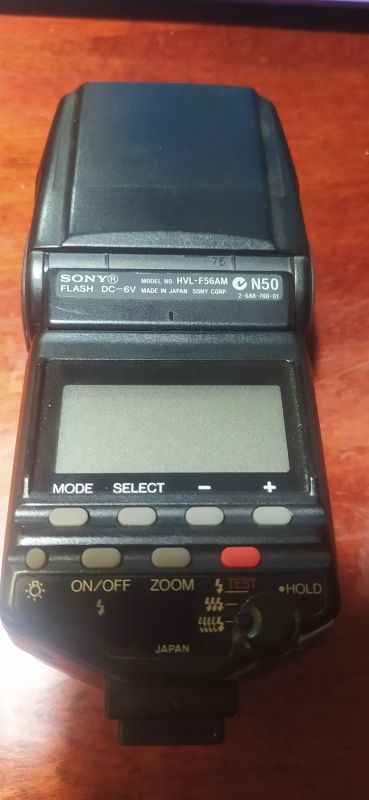 75
SONY® MODEL NO. HVL-F56AM N50
FLASH DC⎓6V MADE IN JAPAN SONY CORP. 2-688-700-01
MODE SELECT − +
ON/OFF ZOOM TEST •HOLD
JAPAN